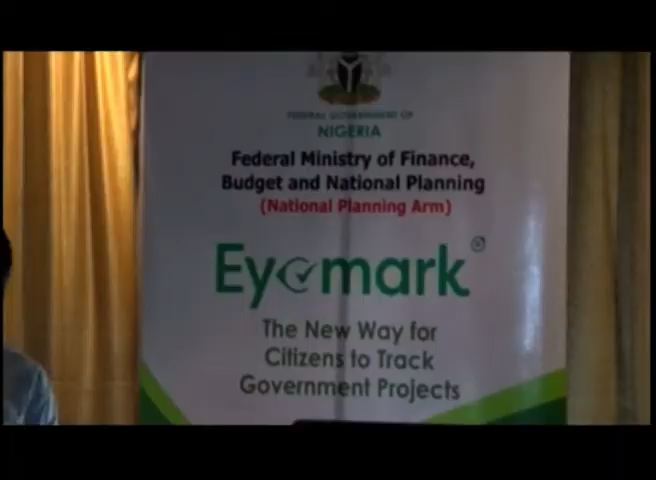 FEDERAL GOVERNMENT OF
NIGERIA
Federal Ministry of Finance,
Budget and National Planning
(National Planning Arm)
Eyemark®
The New Way for
Citizens to Track
Government Projects